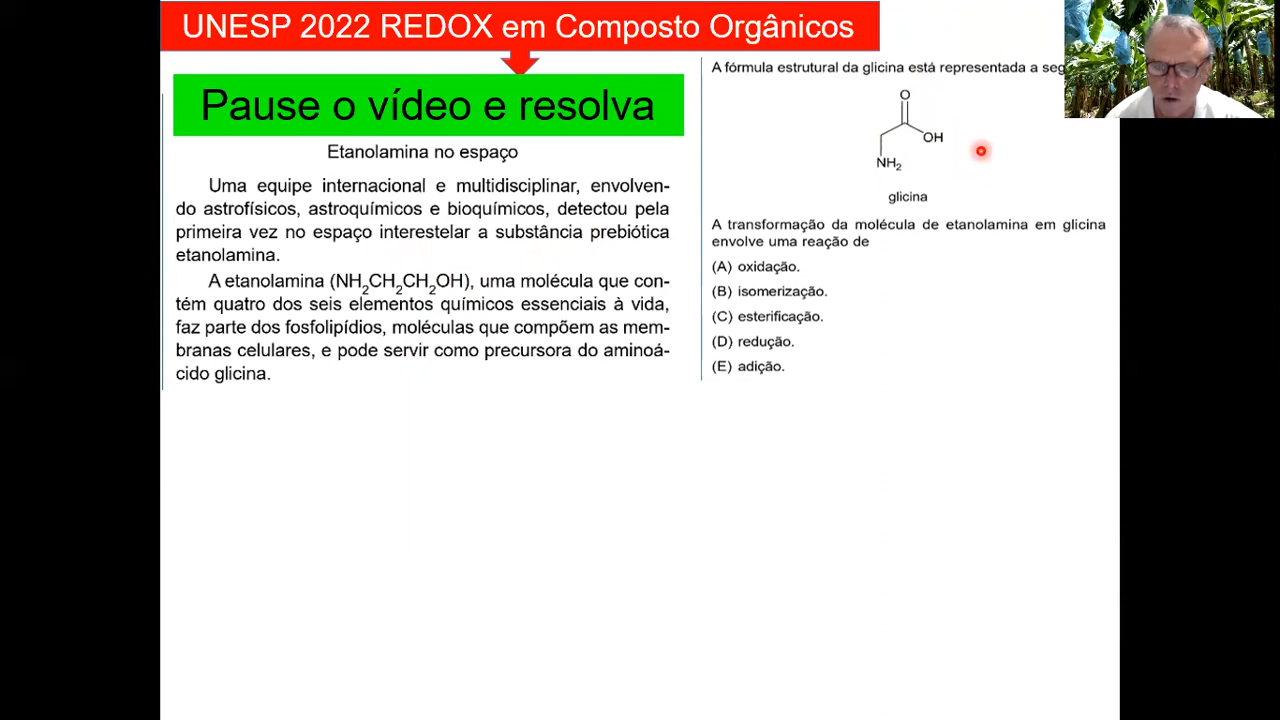 UNESP 2022 REDOX em Composto Orgânicos
Pause o vídeo e resolva
Etanolamina no espaço
Uma equipe internacional e multidisciplinar, envolven-
do astrofísicos, astroquímicos e bioquímicos, detectou pela
primeira vez no espaço interestelar a substância prebiótica
etanolamina.
A etanolamina (NH₂CH₂CH₂OH), uma molécula que con-
tém quatro dos seis elementos químicos essenciais à vida,
faz parte dos fosfolipídios, moléculas que compõem as mem-
branas celulares, e pode servir como precursora do aminoá-
cido glicina.
A fórmula estrutural da glicina está representada a seg
O
OH
NH₂
glicina
A transformação da molécula de etanolamina em glicina
envolve uma reação de
(A) oxidação.
(B) isomerização.
(C) esterificação.
(D) redução.
(E) adição.